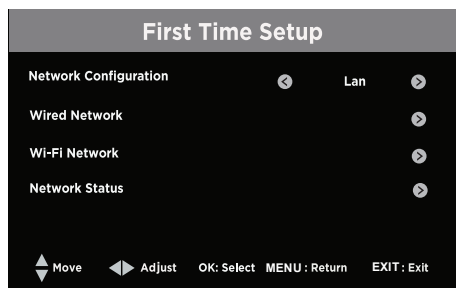 First Time Setup
Network Configuration Lan
Wired Network
Wi-Fi Network
Network Status
Move Adjust OK: Select MENU : Return EXIT : Exit